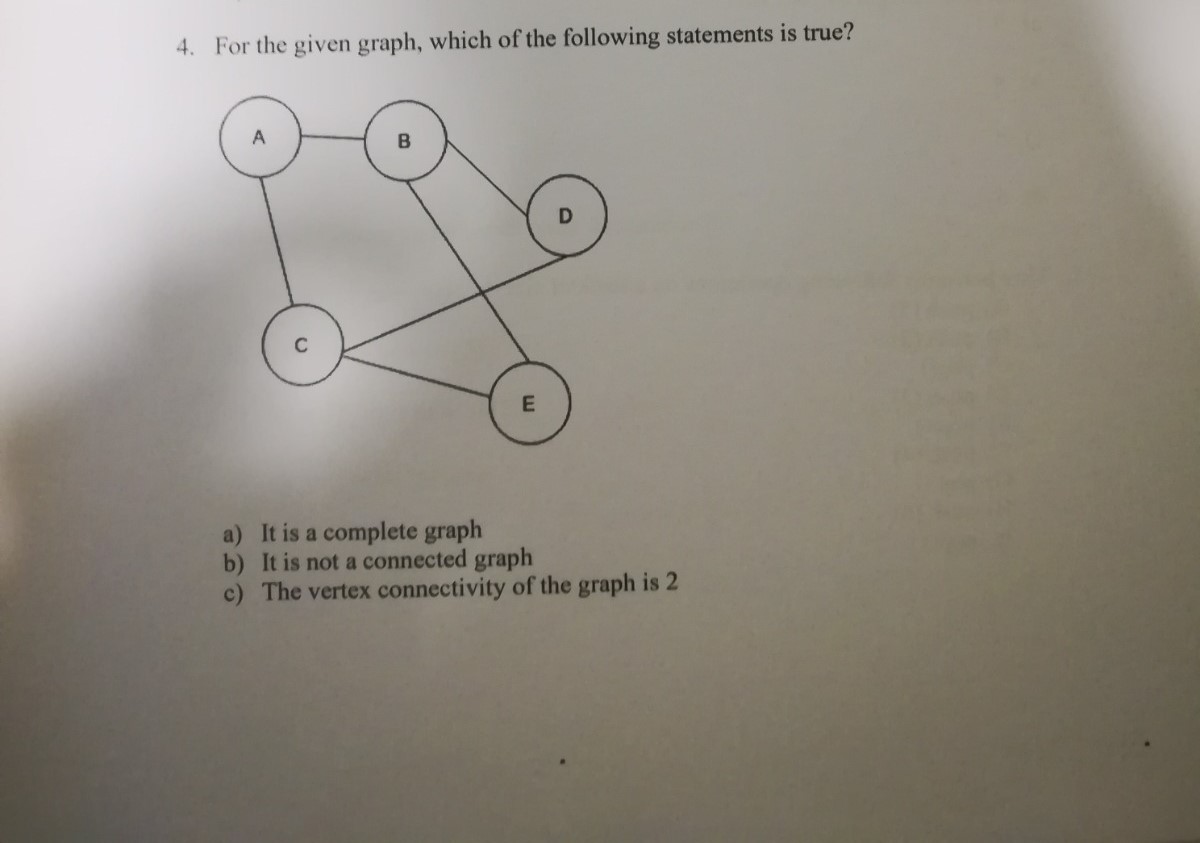 4. For the given graph, which of the following statements is true?
A
B
D
C
E
a) It is a complete graph
b) It is not a connected graph
c) The vertex connectivity of the graph is 2